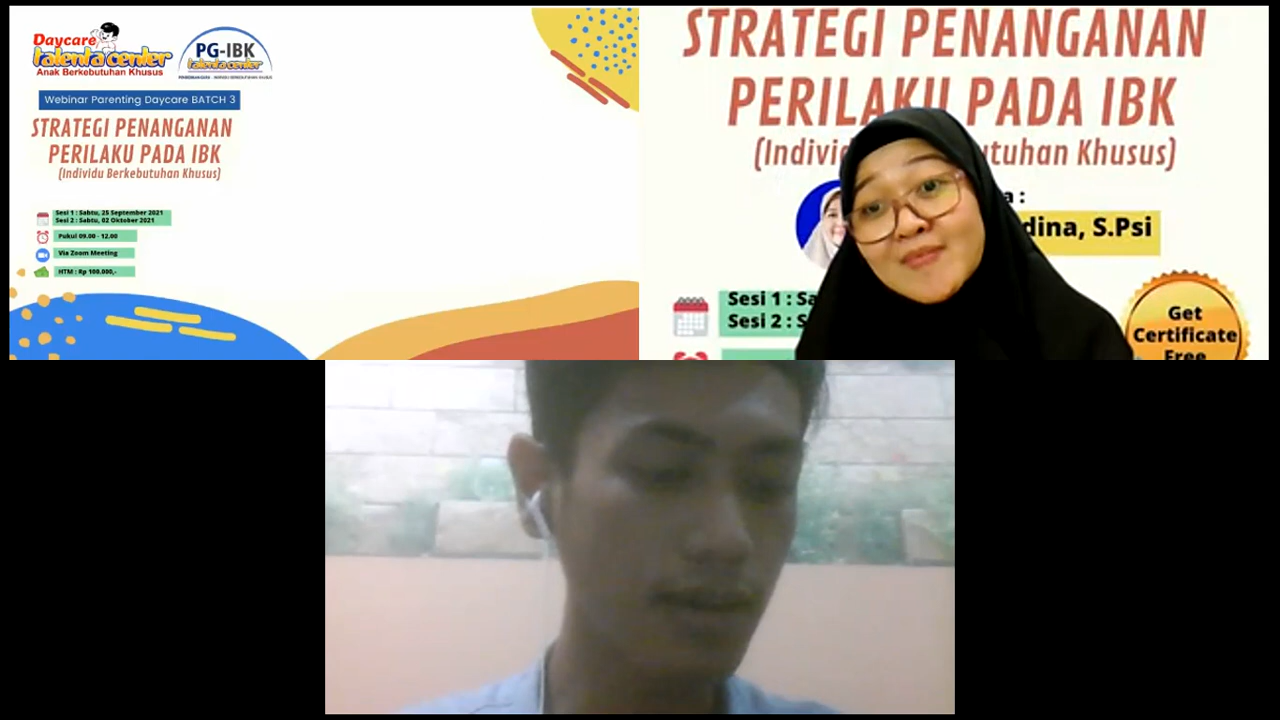 Daycare
talenta center
Anak Berkebutuhan Khusus
PG-IBK
talenta center
Webinar Parenting Daycare BATCH 3
STRATEGI PENANGANAN
PERILAKU PADA IBK
(Individu Berkebutuhan Khusus)
Sesi 1 : Sabtu, 25 September 2021
Sesi 2 : Sabtu, 02 Oktober 2021
Pukul 09.00 - 12.00
Via Zoom Meeting
HTM : Rp 100.000,-
STRATEGI PENANGANAN
PERILAKU PADA IBK
(Individ utuhan Khusus)
a :
dina, S.Psi
Sesi 1 : Sa
Sesi 2 : S
Get
Certificate
Free